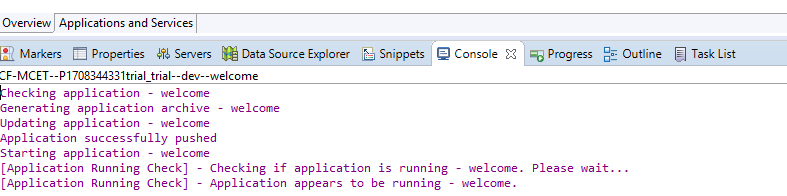 Overview Applications and Services
Markers Properties Servers Data Source Explorer Snippets Console Progress Outline Task List
CF-MCET--P1708344331trial_trial--dev--welcome
Checking application - welcome
Generating application archive - welcome
Updating application - welcome
Application successfully pushed
Starting application - welcome
[Application Running Check] - Checking if application is running - welcome. Please wait...
[Application Running Check] - Application appears to be running - welcome.